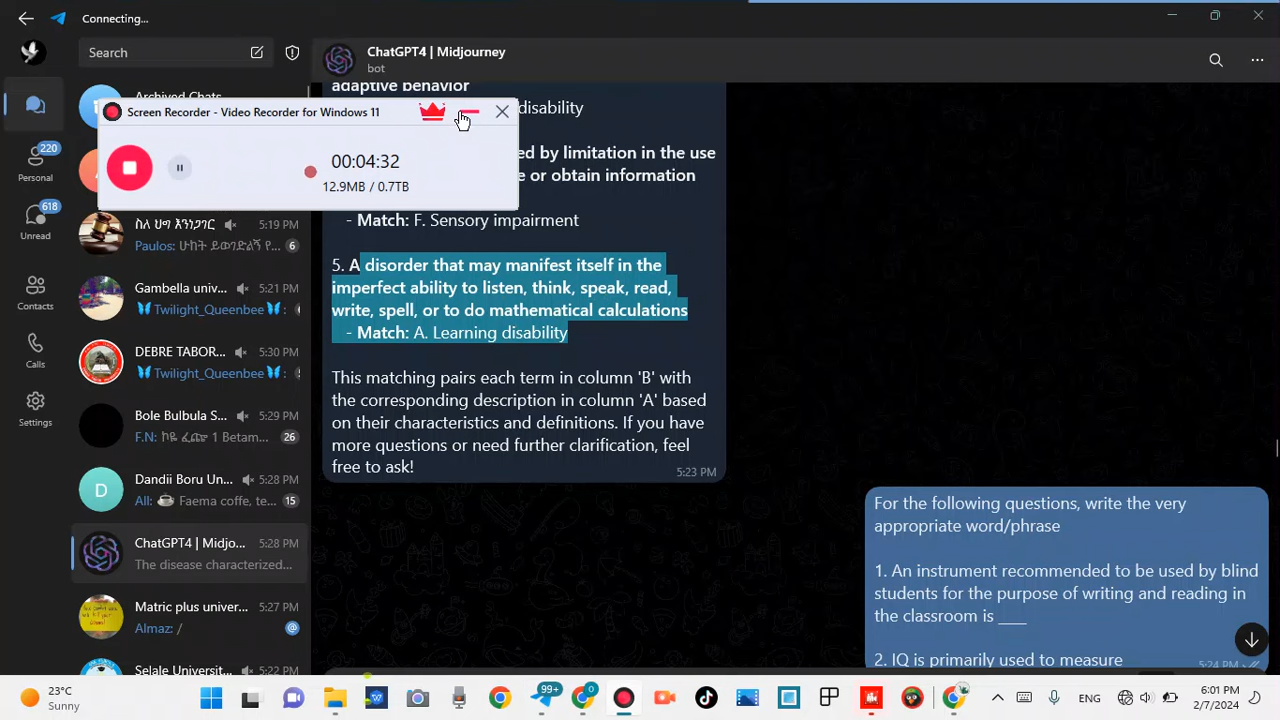 Connecting...
Search
Archived Chats
220
Personal
618
Unread
Contacts
Calls
Settings
Screen Recorder - Video Recorder for Windows 11
00:04:32
12.9MB / 0.7TB
ስለ ህግ እንነጋገር 5:19 PM
Paulos: ሁከት ይወገድልኝ የ... 6
Gambella univ... 5:21 PM
🦋 Twilight_Queenbee🦋:
DEBRE TABOR... 5:30 PM
🦋 Twilight_Queenbee🦋:
Bole Bulbula S... 5:29 PM
F.N: ከዪ ፈጨ 1 Betam... 26
D
Dandii Boru Un... 5:28 PM
All: ☕ Faema coffe, te... 15
ChatGPT4 | Midjo... 5:28 PM
The disease characterized...
Matric plus univer... 5:27 PM
Almaz: / @
Selale Universit... 5:22 PM
ChatGPT4 | Midjourney
bot
adaptive behavior
disability
ed by limitation in the use
e or obtain information
- Match: F. Sensory impairment
5. A disorder that may manifest itself in the
imperfect ability to listen, think, speak, read,
write, spell, or to do mathematical calculations
- Match: A. Learning disability
This matching pairs each term in column 'B' with
the corresponding description in column 'A' based
on their characteristics and definitions. If you have
more questions or need further clarification, feel
free to ask!
5:23 PM
For the following questions, write the very
appropriate word/phrase
1. An instrument recommended to be used by blind
students for the purpose of writing and reading in
the classroom is ____
2. IQ is primarily used to measure
5:24 PM
23°C
Sunny
99+
ENG
6:01 PM
2/7/2024